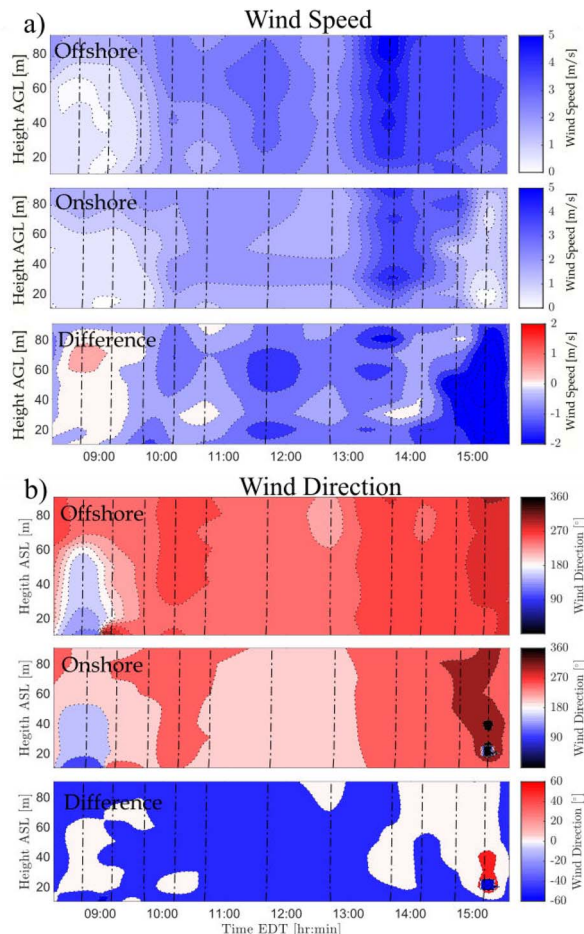 a)
Wind Speed
Offshore
Height AGL [m]
80
60
40
20
5
4
3
2
1
0
Wind Speed [m/s]
Onshore
Height AGL [m]
80
60
40
20
5
4
3
2
1
0
Wind Speed [m/s]
Difference
Height AGL [m]
80
60
40
20
2
1
0
-1
-2
Wind Speed [m/s]
09:00 10:00 11:00 12:00 13:00 14:00 15:00
b)
Wind Direction
Offshore
Hegith ASL [m]
80
60
40
20
360
270
180
90
Wind Direction [°]
Onshore
Hegith ASL [m]
80
60
40
20
360
270
180
90
Wind Direction [°]
Difference
Height ASL [m]
80
60
40
20
60
40
20
0
-20
-40
-60
Wind Direction [°]
09:00 10:00 11:00 12:00 13:00 14:00 15:00
Time EDT [hr:min]